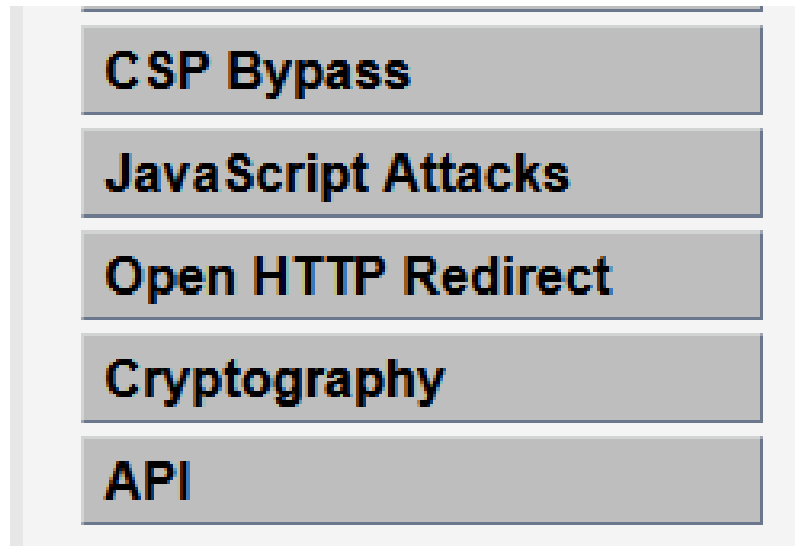 CSP Bypass
JavaScript Attacks
Open HTTP Redirect
Cryptography
API